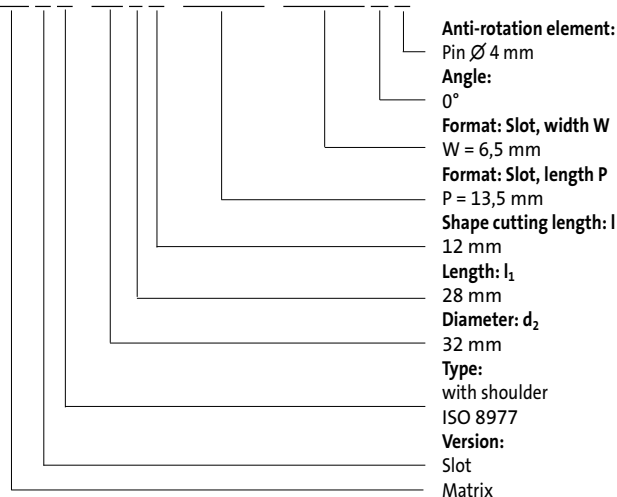 Anti-rotation element:
Pin Ø 4 mm
Angle:
0°
Format: Slot, width W
W = 6,5 mm
Format: Slot, length P
P = 13,5 mm
Shape cutting length: l
12 mm
Length: l₁
28 mm
Diameter: d₂
32 mm
Type:
with shoulder
ISO 8977
Version:
Slot
Matrix